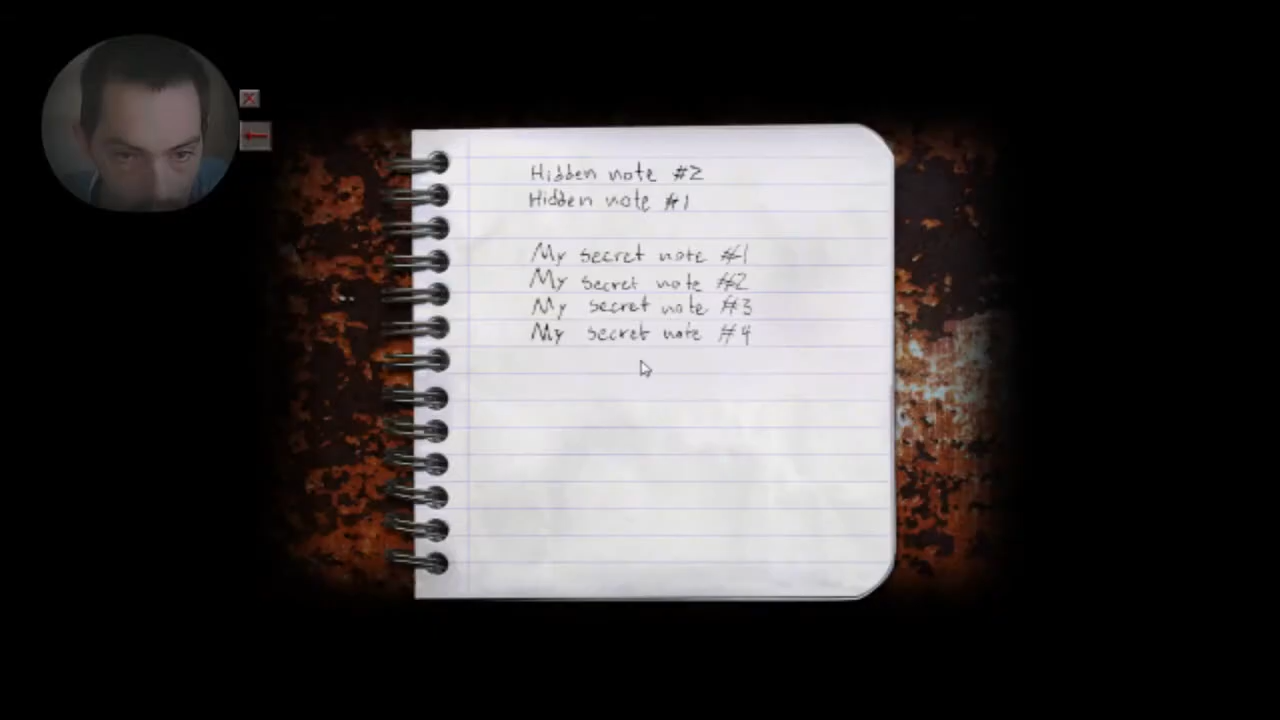 Hidden note #2
Hidden note #1
My secret note #1
My secret note #2
My secret note #3
My secret note #4